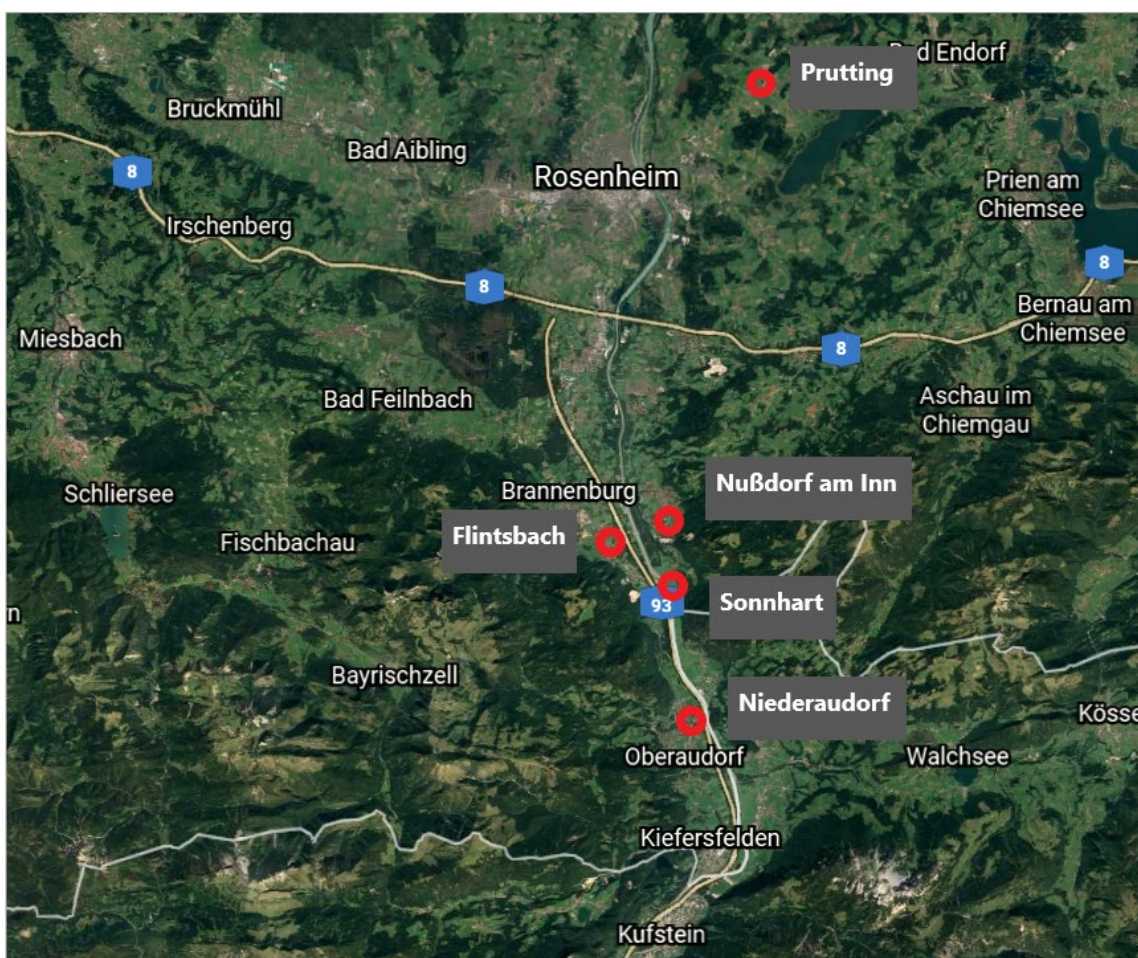 Prutting
Bad Endorf
Bruckmühl
Bad Aibling
8
Rosenheim
Prien am
Chiemsee
Irschenberg
8
8
Bernau am
Chiemsee
Miesbach
8
Bad Feilnbach
Aschau im
Chiemgau
Schliersee
Brannenburg
Nußdorf am Inn
Flintsbach
Fischbachau
93
Sonnhart
n
Bayrischzell
Niederaudorf
Kösse
Oberaudorf
Walchsee
Kiefersfelden
Kufstein